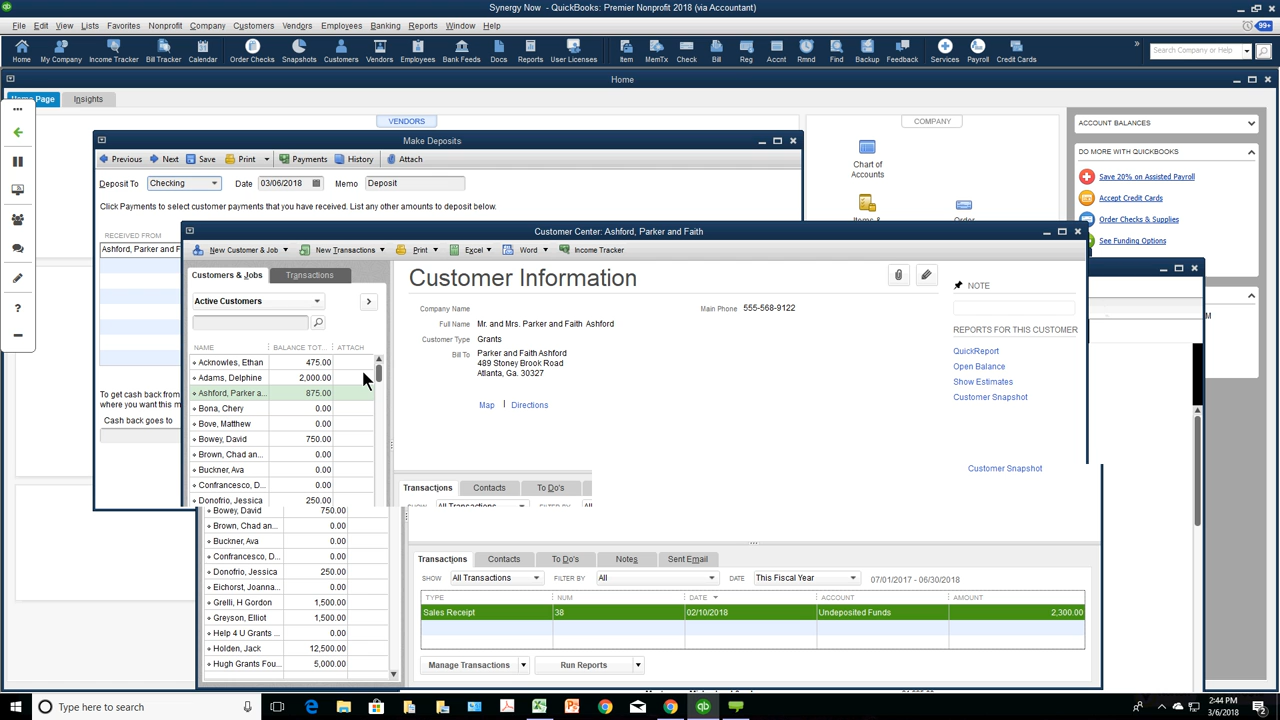 Synergy Now - QuickBooks: Premier Nonprofit 2018 (via Accountant)
File Edit View Lists Favorites Nonprofit Company Customers Vendors Employees Banking Reports Window Help
99+
Home My Company Income Tracker Bill Tracker Calendar Order Checks Snapshots Customers Vendors Employees Bank Feeds Docs Reports User Licenses Item MemTx Check Bill Reg Accnt Rmnd Find Backup Feedback Services Payroll Credit Cards
Search Company or Help
Home
Home Page Insights
VENDORS
COMPANY
ACCOUNT BALANCES
Chart of
Accounts
DO MORE WITH QUICKBOOKS
Save 20% on Assisted Payroll
Accept Credit Cards
Order Checks & Supplies
See Funding Options
Make Deposits
Previous Next Save Print Payments History Attach
Deposit To Checking Date 03/06/2018 Memo Deposit
Click Payments to select customer payments that you have received. List any other amounts to deposit below.
RECEIVED FROM
Ashford, Parker and F
To get cash back from
where you want this m
Cash back goes to
Customer Center: Ashford, Parker and Faith
New Customer & Job New Transactions Print Excel Word Income Tracker
Customers & Jobs Transactions
Active Customers
NAME BALANCE TOT... ATTACH
Acknowles, Ethan 475.00
Adams, Delphine 2,000.00
Ashford, Parker a... 875.00
Bona, Chery 0.00
Bove, Matthew 0.00
Bowey, David 750.00
Brown, Chad an... 0.00
Buckner, Ava 0.00
Confrancesco, D... 0.00
Donofrio, Jessica 250.00
Customer Information
Company Name
Full Name Mr. and Mrs. Parker and Faith Ashford
Customer Type Grants
Bill To Parker and Faith Ashford
489 Stoney Brook Road
Atlanta, Ga. 30327
Main Phone 555-568-9122
Map Directions
NOTE
REPORTS FOR THIS CUSTOMER
QuickReport
Open Balance
Show Estimates
Customer Snapshot
Customer Snapshot
Transactions Contacts To Do's
SHOW All Transactions FILTER BY All
Bowey, David 750.00
Brown, Chad an... 0.00
Buckner, Ava 0.00
Confrancesco, D... 0.00
Donofrio, Jessica 250.00
Eichorst, Joanna... 0.00
Grelli, H Gordon 1,500.00
Greyson, Elliot 1,500.00
Help 4 U Grants ... 0.00
Holden, Jack 12,500.00
Hugh Grants Fou... 5,000.00
Transactions Contacts To Do's Notes Sent Email
SHOW All Transactions FILTER BY All DATE This Fiscal Year 07/01/2017 - 06/30/2018
TYPE NUM DATE ACCOUNT AMOUNT
Sales Receipt 38 02/10/2018 Undeposited Funds 2,300.00
Manage Transactions Run Reports
Type here to search
2:44 PM
3/6/2018